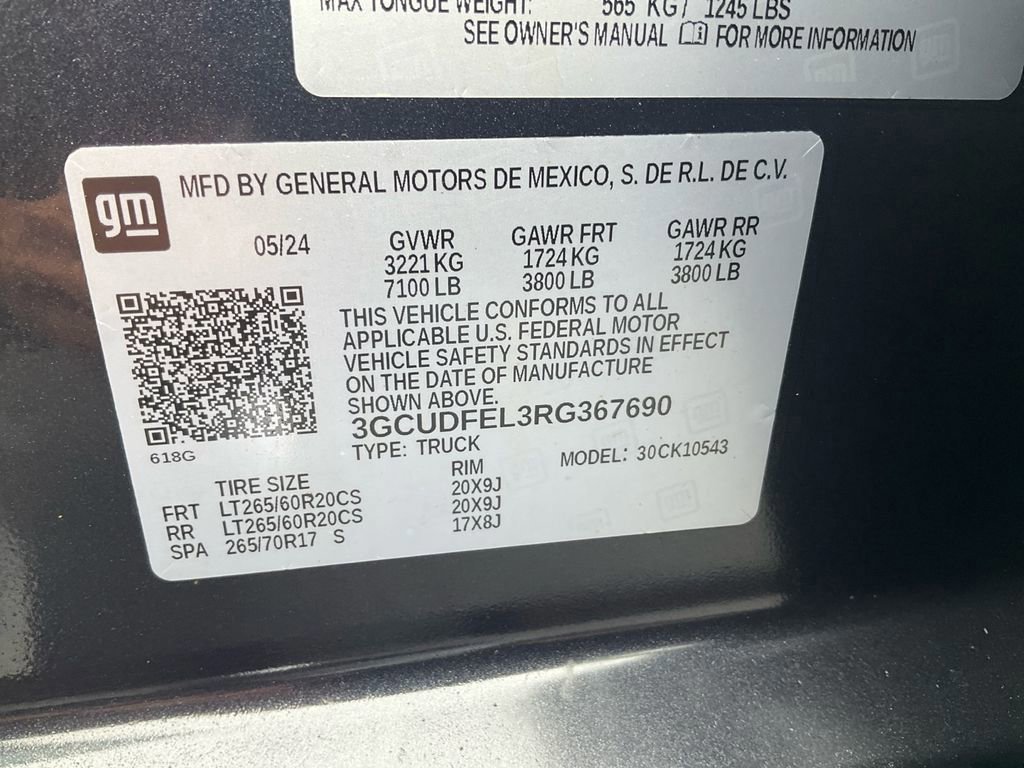 MAX TONGUE WEIGHT: 565 KG / 1245 LBS
SEE OWNER'S MANUAL FOR MORE INFORMATION
gm
MFD BY GENERAL MOTORS DE MEXICO, S. DE R.L. DE C.V.
05/24
GVWR GAWR FRT GAWR RR
3221 KG 1724 KG 1724 KG
7100 LB 3800 LB 3800 LB
THIS VEHICLE CONFORMS TO ALL
APPLICABLE U.S. FEDERAL MOTOR
VEHICLE SAFETY STANDARDS IN EFFECT
ON THE DATE OF MANUFACTURE
SHOWN ABOVE.
3GCUDFEL3RG367690
618G
TYPE: TRUCK MODEL: 30CK10543
TIRE SIZE RIM
FRT LT265/60R20CS 20X9J
RR LT265/60R20CS 20X9J
SPA 265/70R17 S 17X8J